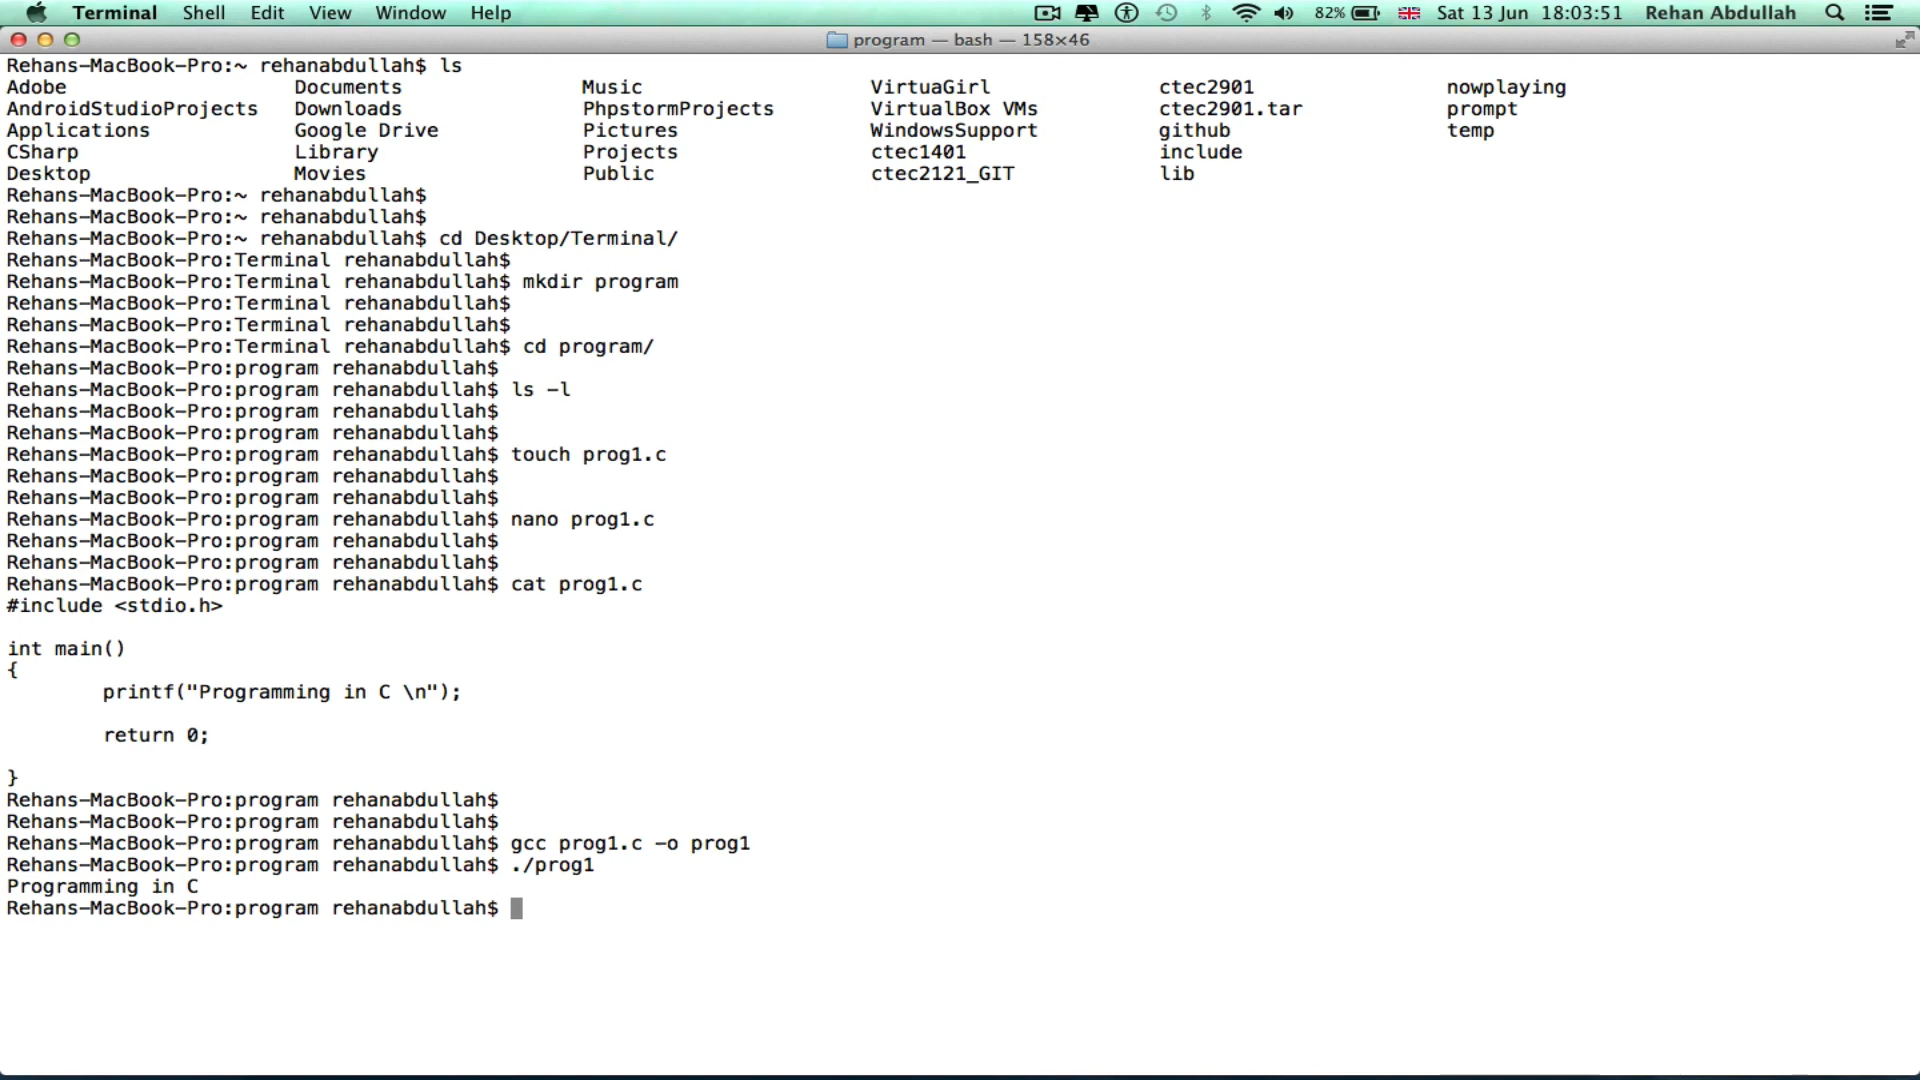 Terminal Shell Edit View Window Help 82% Sat 13 Jun 18:03:51 Rehan Abdullah
program — bash — 158×46
Rehans-MacBook-Pro:~ rehanabdullah$ ls
Adobe Documents Music VirtuaGirl ctec2901 nowplaying
AndroidStudioProjects Downloads PhpstormProjects VirtualBox VMs ctec2901.tar prompt
Applications Google Drive Pictures WindowsSupport github temp
CSharp Library Projects ctec1401 include
Desktop Movies Public ctec2121_GIT lib
Rehans-MacBook-Pro:~ rehanabdullah$
Rehans-MacBook-Pro:~ rehanabdullah$
Rehans-MacBook-Pro:~ rehanabdullah$ cd Desktop/Terminal/
Rehans-MacBook-Pro:Terminal rehanabdullah$
Rehans-MacBook-Pro:Terminal rehanabdullah$ mkdir program
Rehans-MacBook-Pro:Terminal rehanabdullah$
Rehans-MacBook-Pro:Terminal rehanabdullah$
Rehans-MacBook-Pro:Terminal rehanabdullah$ cd program/
Rehans-MacBook-Pro:program rehanabdullah$
Rehans-MacBook-Pro:program rehanabdullah$ ls -l
Rehans-MacBook-Pro:program rehanabdullah$
Rehans-MacBook-Pro:program rehanabdullah$
Rehans-MacBook-Pro:program rehanabdullah$ touch prog1.c
Rehans-MacBook-Pro:program rehanabdullah$
Rehans-MacBook-Pro:program rehanabdullah$
Rehans-MacBook-Pro:program rehanabdullah$ nano prog1.c
Rehans-MacBook-Pro:program rehanabdullah$
Rehans-MacBook-Pro:program rehanabdullah$
Rehans-MacBook-Pro:program rehanabdullah$ cat prog1.c
#include <stdio.h>
int main()
{
printf("Programming in C \n");
return 0;
}
Rehans-MacBook-Pro:program rehanabdullah$
Rehans-MacBook-Pro:program rehanabdullah$
Rehans-MacBook-Pro:program rehanabdullah$ gcc prog1.c -o prog1
Rehans-MacBook-Pro:program rehanabdullah$ ./prog1
Programming in C
Rehans-MacBook-Pro:program rehanabdullah$